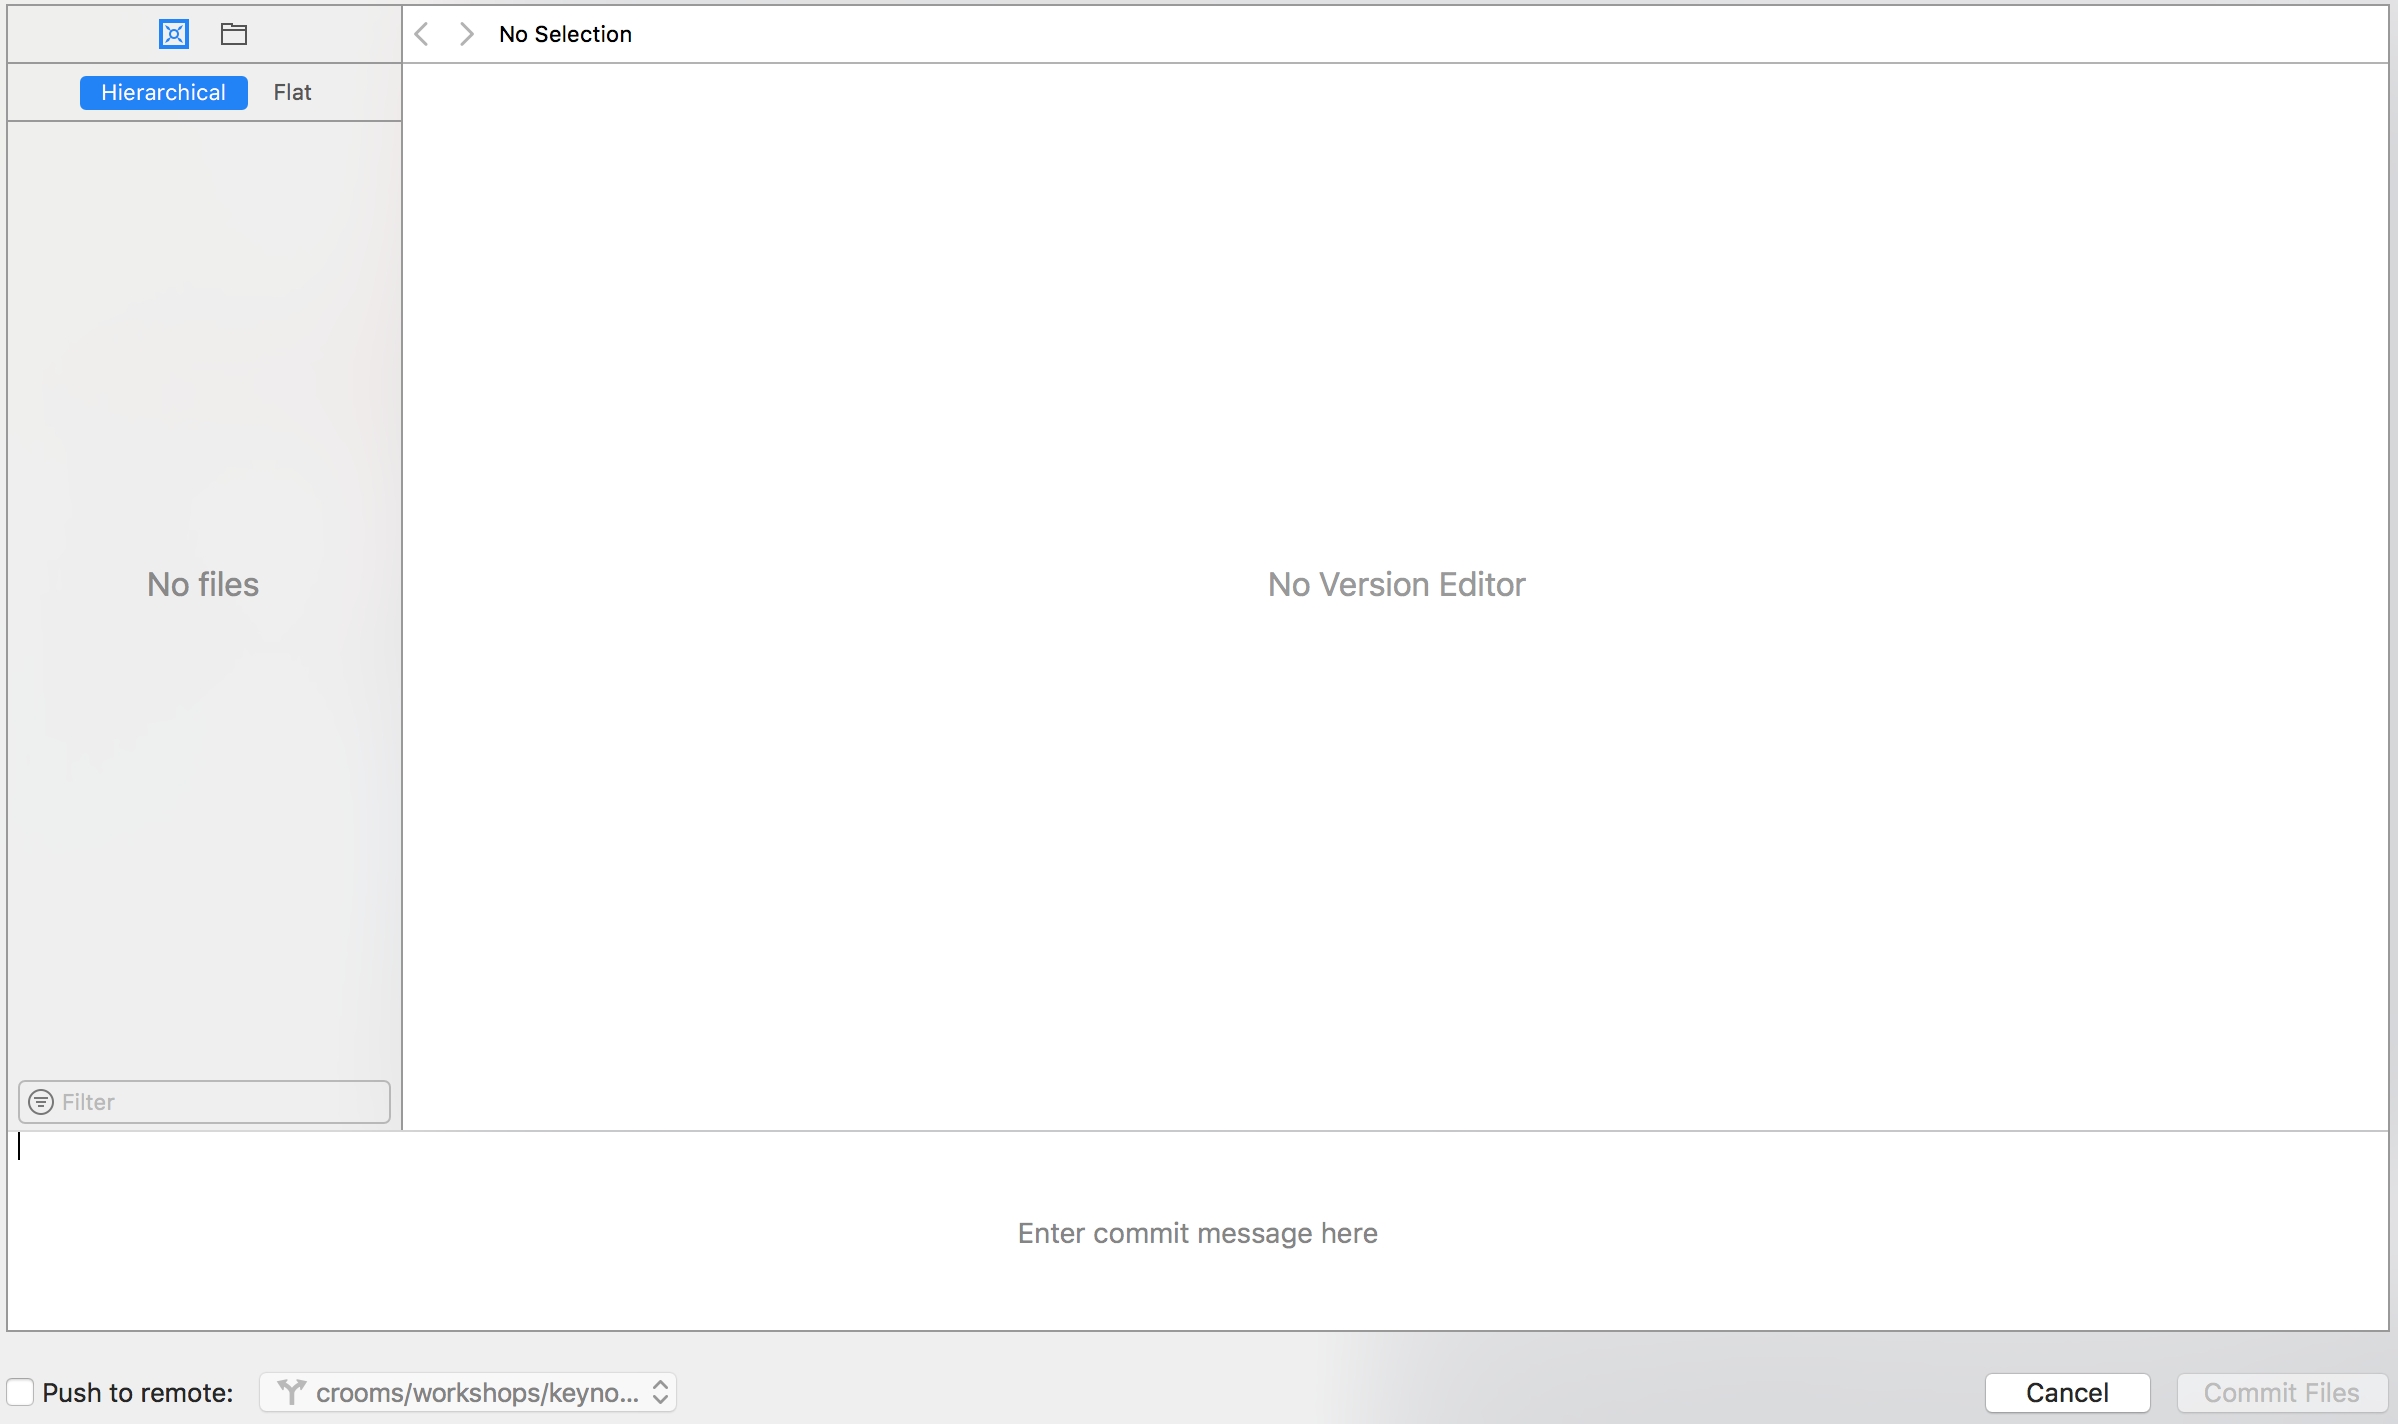 No Selection
Hierarchical Flat
No files
No Version Editor
Filter
Enter commit message here
Push to remote: crooms/workshops/keyno... Cancel Commit Files